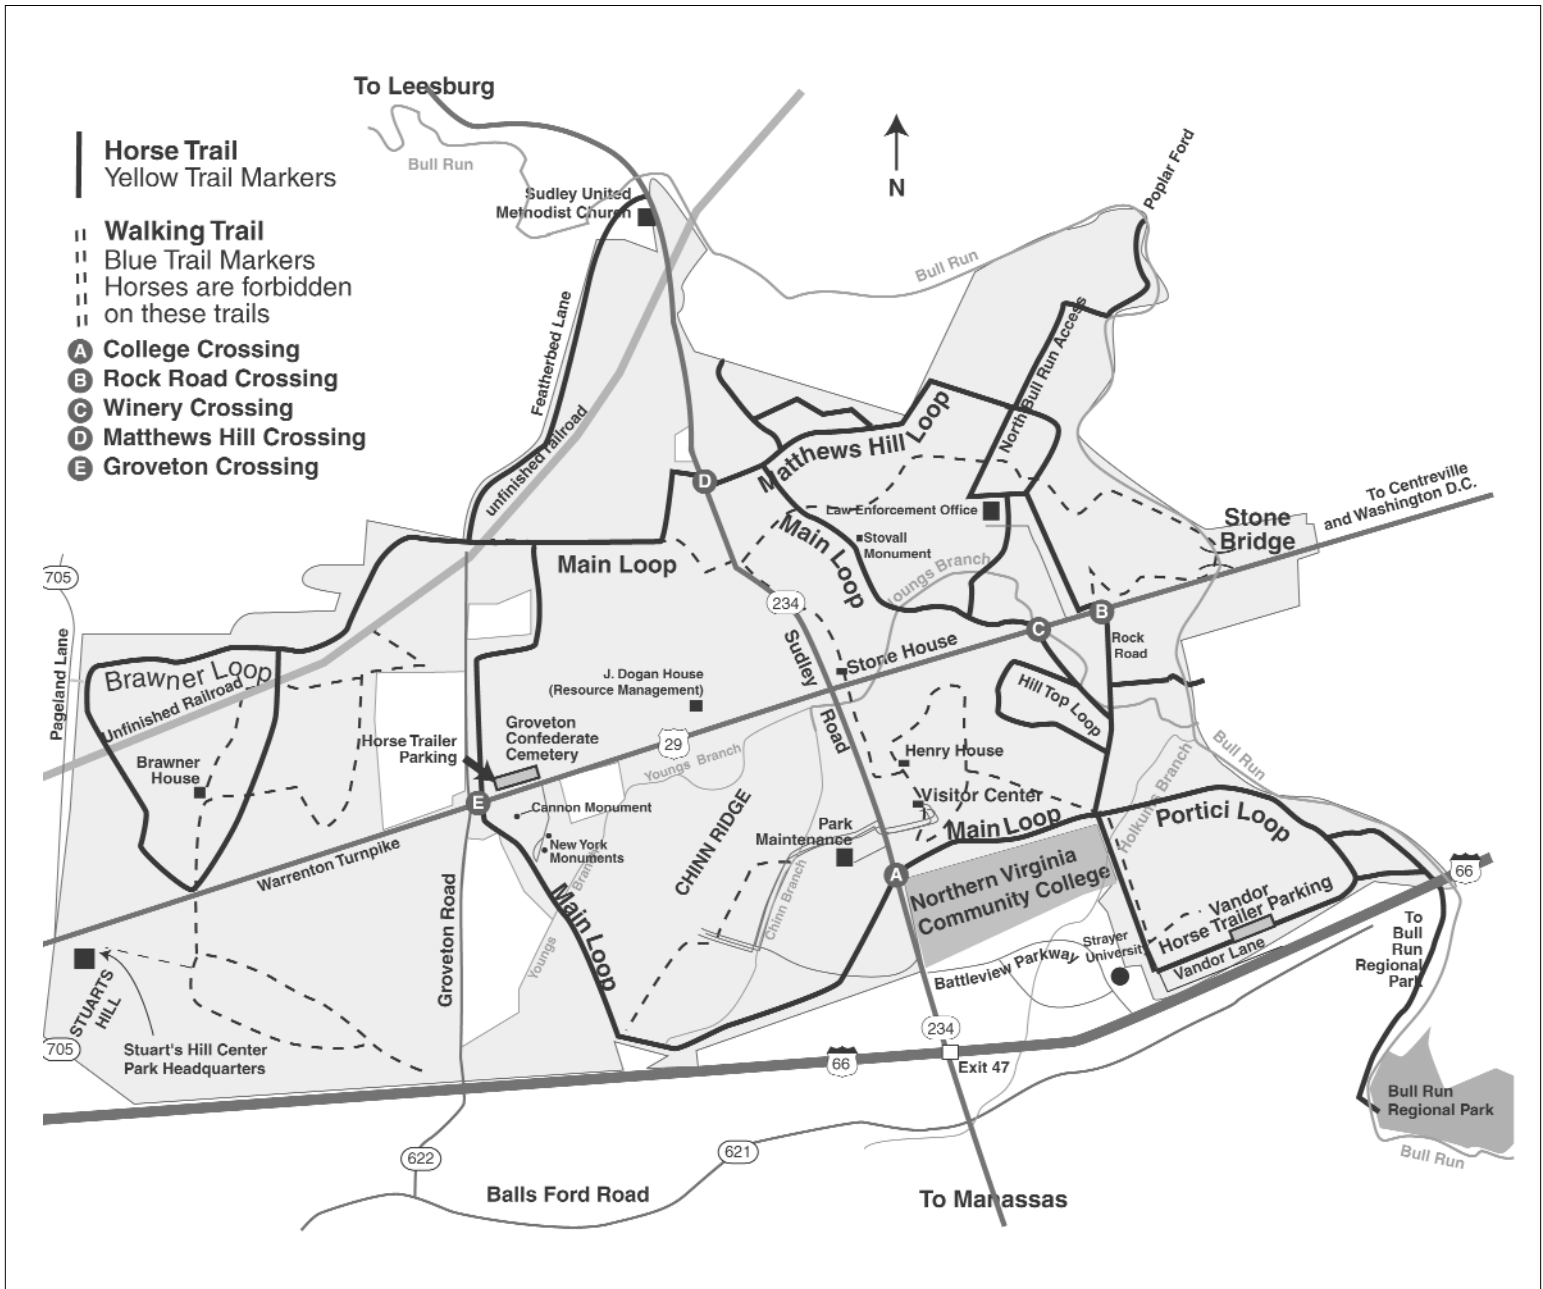 To Leesburg
Horse Trail
Yellow Trail Markers
Walking Trail
Blue Trail Markers
Horses are forbidden
on these trails
A College Crossing
B Rock Road Crossing
C Winery Crossing
D Matthews Hill Crossing
E Groveton Crossing
Bull Run
Sudley United
Methodist Church
N
Poplar Ford
Bull Run
Featherbed Lane
unfinished railroad
North Bull Run Access
Matthews Hill Loop
D
Law Enforcement Office
Stovall
Monument
Main Loop
Main Loop
Youngs Branch
To Centreville
and Washington D.C.
Stone
Bridge
705
234
B
C
Rock
Road
Pageland Lane
Brawner Loop
Unfinished Railroad
Sudley
Road
Stone House
J. Dogan House
(Resource Management)
Hill Top Loop
Groveton
Confederate
Cemetery
Horse Trailer
Parking
29
Youngs Branch
Brawner
House
Henry House
Bull Run
Holkums Branch
E
Cannon Monument
New York
Monuments
CHINN RIDGE
Visitor Center
Park
Maintenance
Main Loop
Portici Loop
Warrenton Turnpike
Youngs Branch
Main Loop
Chinn Branch
A
Northern Virginia
Community College
66
Vandor
Horse Trailer Parking
Vandor Lane
Strayer
University
Battleview Parkway
To
Bull
Run
Regional
Park
Groveton Road
STUARTS
HILL
705
Stuart's Hill Center
Park Headquarters
234
66
Exit 47
Bull Run
Regional Park
Bull Run
622
621
Balls Ford Road
To Manassas